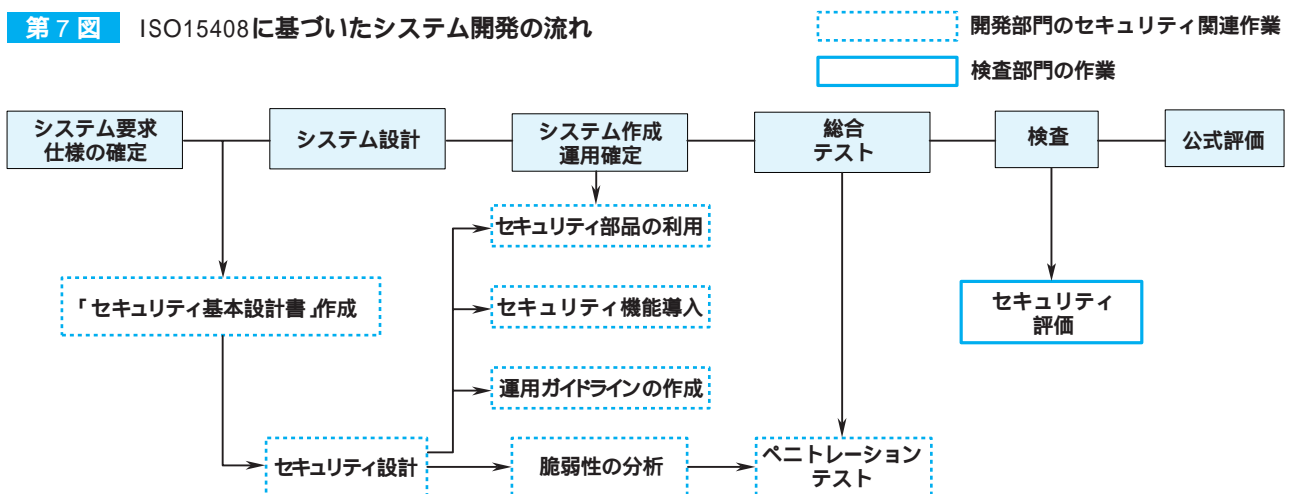 第7図 ISO15408に基づいたシステム開発の流れ
開発部門のセキュリティ関連作業
検査部門の作業
システム要求
仕様の確定
システム設計
システム作成
運用確定
総合
テスト
検査
公式評価
セキュリティ部品の利用
「セキュリティ基本設計書」作成
セキュリティ機能導入
セキュリティ
評価
運用ガイドラインの作成
セキュリティ設計
脆弱性の分析
ペニトレーション
テスト